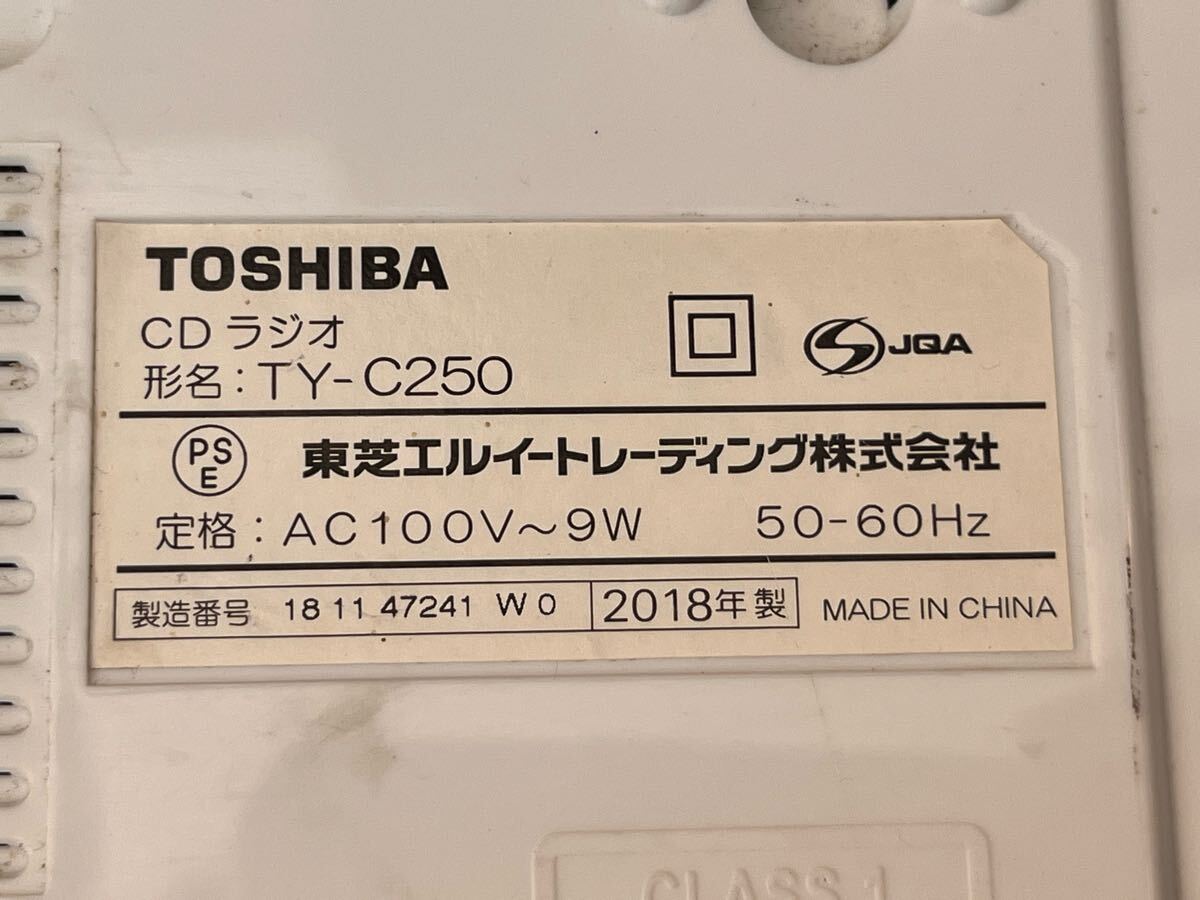 TOSHIBA
CD ラジオ
形名：TY-C250
JQA
PS
E
東芝エルイートレーディング株式会社
定格：AC100V～9W 50-60Hz
製造番号 18 11 47241 W0 2018年製 MADE IN CHINA
CLASS 1